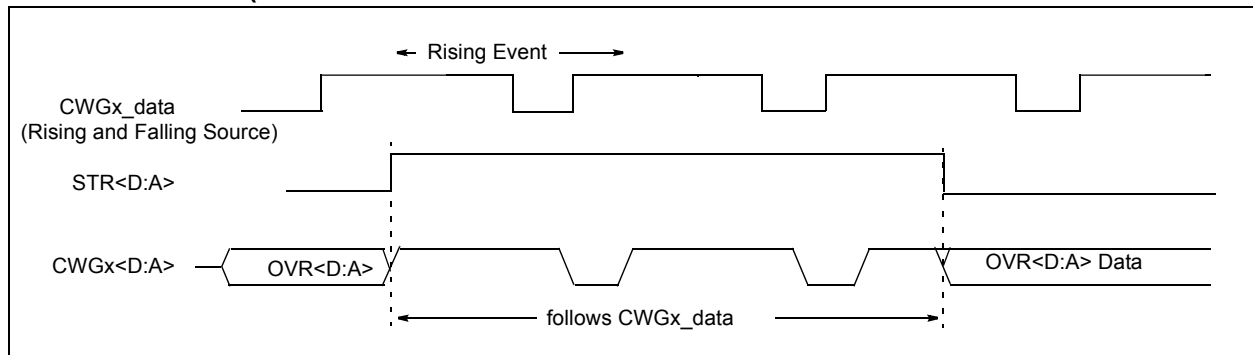 Rising Event
CWGx_data
(Rising and Falling Source)
STR<D:A>
CWGx<D:A>
OVR<D:A>
OVR<D:A> Data
follows CWGx_data